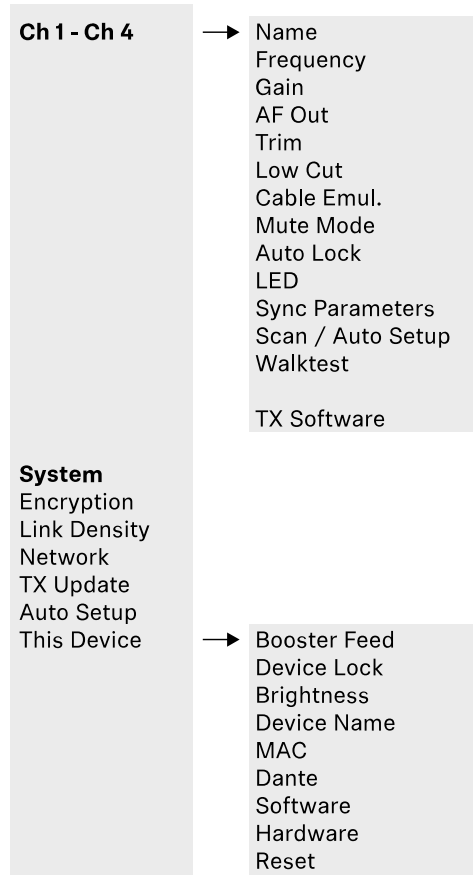 Ch 1 - Ch 4
Name
Frequency
Gain
AF Out
Trim
Low Cut
Cable Emul.
Mute Mode
Auto Lock
LED
Sync Parameters
Scan / Auto Setup
Walktest
TX Software
System
Encryption
Link Density
Network
TX Update
Auto Setup
This Device
Booster Feed
Device Lock
Brightness
Device Name
MAC
Dante
Software
Hardware
Reset